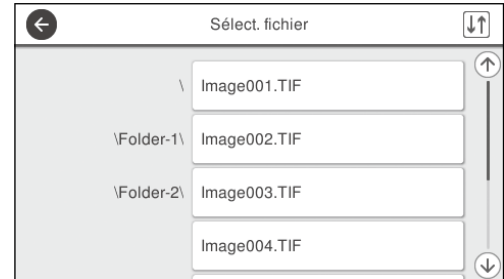 Sélect. fichier
\ Image001.TIF
\Folder-1\ Image002.TIF
\Folder-2\ Image003.TIF
Image004.TIF